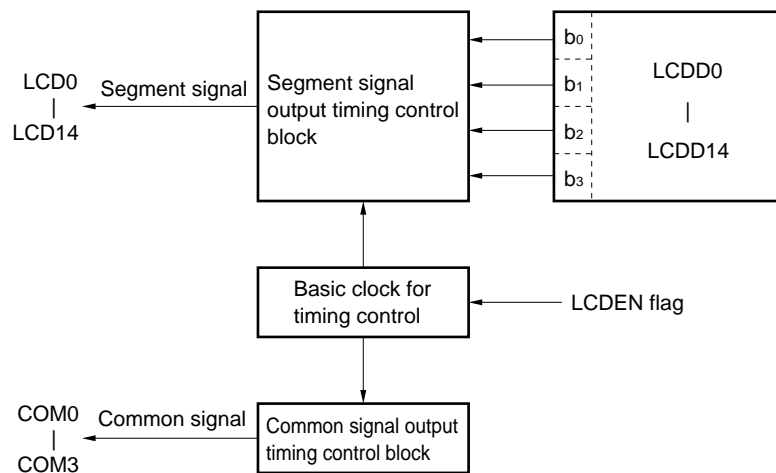 LCD0
|
LCD14
Segment signal
Segment signal
output timing control
block
b0
b1
b2
b3
LCDD0
|
LCDD14
Basic clock for
timing control
LCDEN flag
COM0
|
COM3
Common signal
Common signal output
timing control block